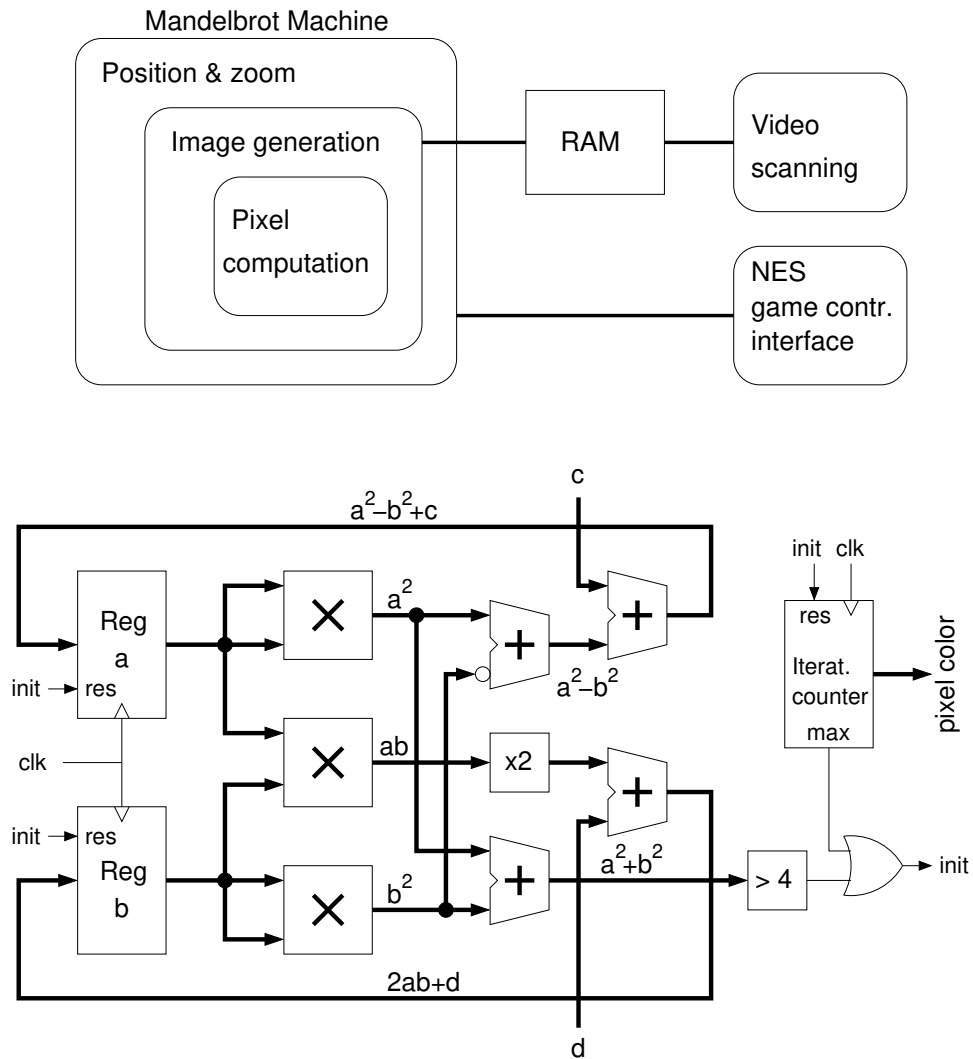 Mandelbrot Machine
Position & zoom
Image generation
Pixel
computation
RAM
Video
scanning
NES
game contr.
interface
c
a²−b²+c
init clk
Reg
a
init
res
a²
a²−b²
res
Iterat.
counter
max
pixel color
clk
ab
x2
init
res
Reg
b
b²
a²+b²
> 4
init
2ab+d
d
×
×
×
+
+
+
+